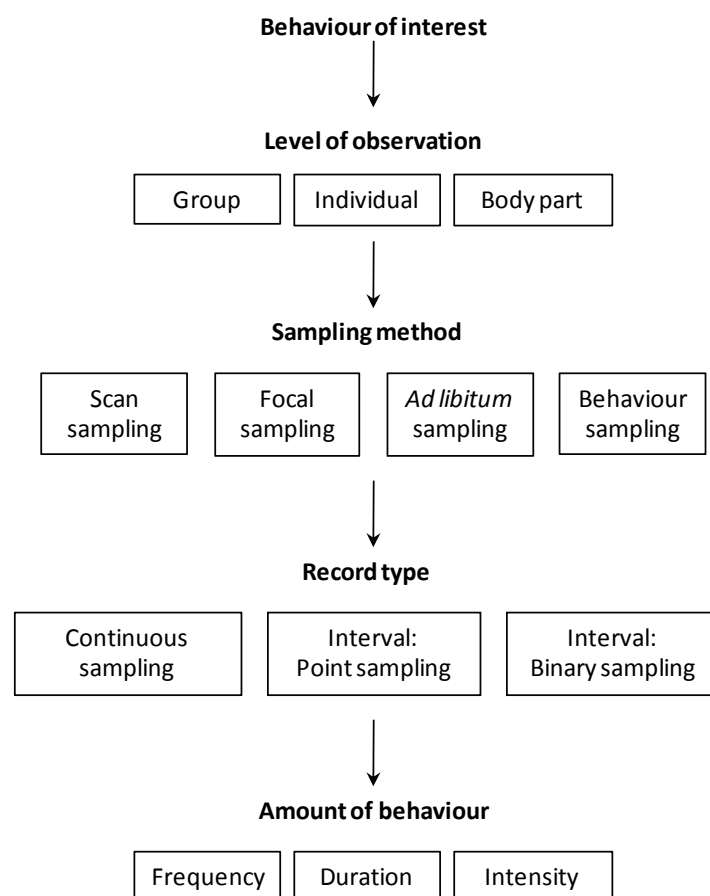 Behaviour of interest
Level of observation
Group Individual Body part
Sampling method
Scan Focal Ad libitum Behaviour
sampling sampling sampling sampling
Record type
Continuous Interval: Interval:
sampling Point sampling Binary sampling
Amount of behaviour
Frequency Duration Intensity